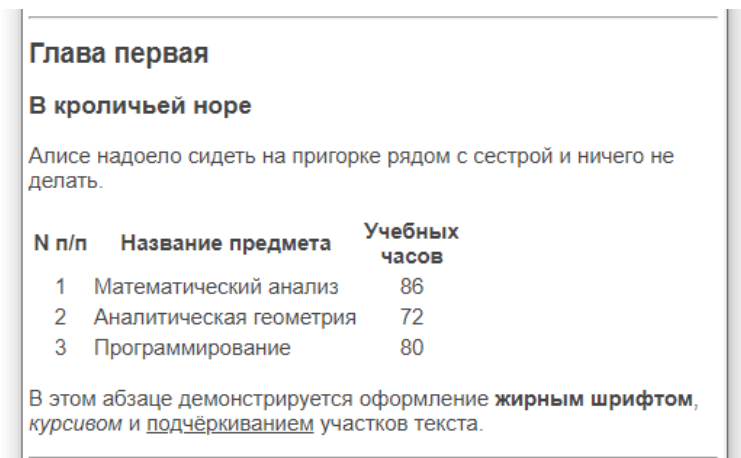 Глава первая
В кроличьей норе
Алисе надоело сидеть на пригорке рядом с сестрой и ничего не
делать.
N п/п Название предмета Учебных
часов
1 Математический анализ 86
2 Аналитическая геометрия 72
3 Программирование 80
В этом абзаце демонстрируется оформление жирным шрифтом,
курсивом и подчёркиванием участков текста.